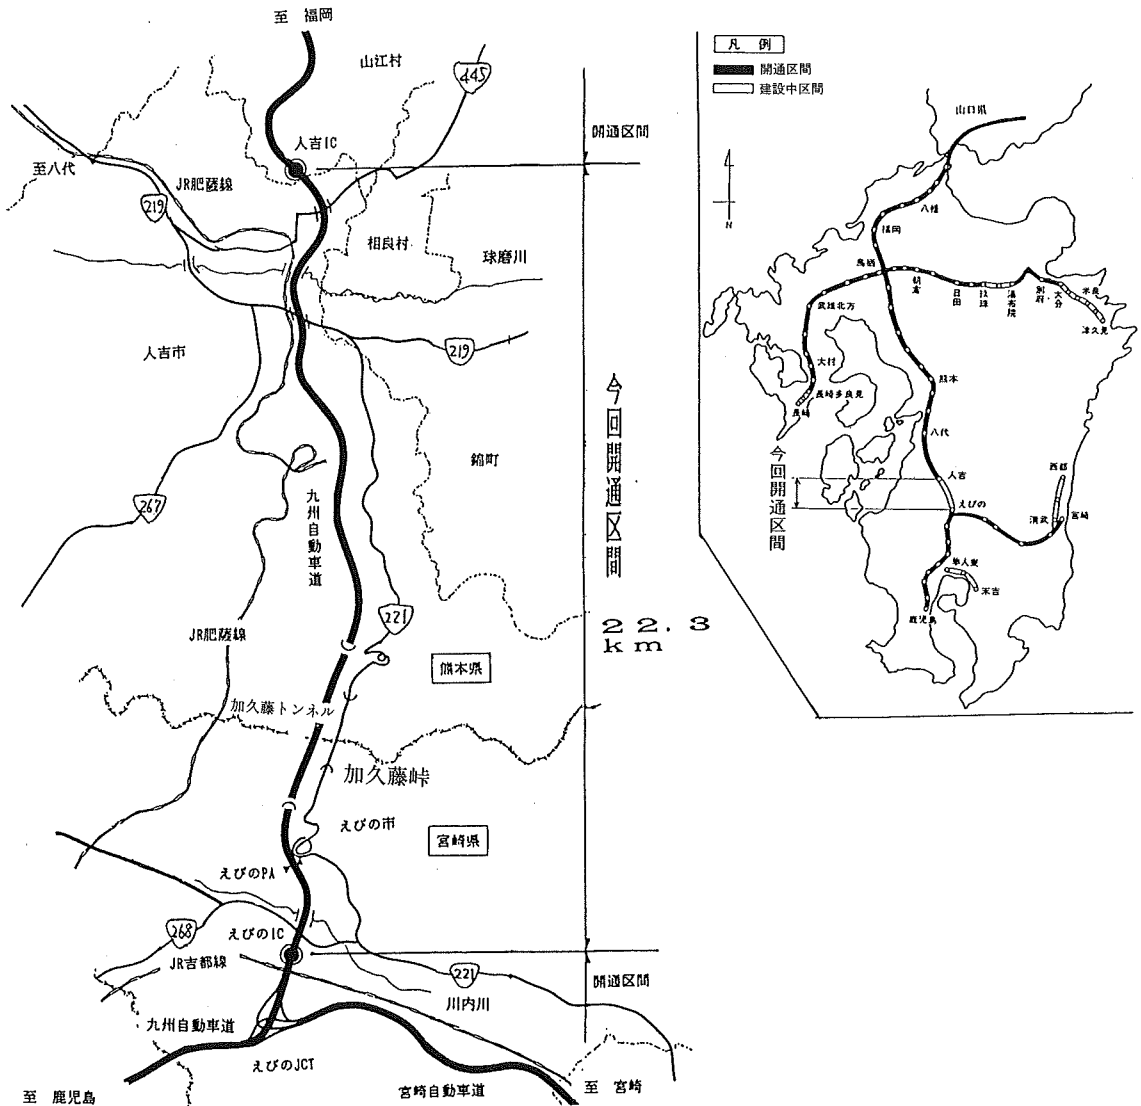 至 福岡
山江村
445
人吉IC
開通区間
至八代
JR肥薩線
219
相良村
球磨川
人吉市
219
今回開通区間
22.3
km
錦町
267
九州自動車道
221
JR肥薩線
熊本県
加久藤トンネル
加久藤峠
えびの市
宮崎県
えびのPA
268
えびのIC
JR吉都線
221
開通区間
川内川
九州自動車道
えびのJCT
至 鹿児島
宮崎自動車道
至 宮崎
凡例
開通区間
建設中区間
山口県
N
八幡
福岡
鳥栖
朝倉
日田
玖珠
湯布院
別府
大分
米良
津久見
武雄北方
大村
長崎多良見
長崎
熊本
八代
今回開通区間
人吉
えびの
西都
清武
宮崎
隼人東
末吉
鹿児島